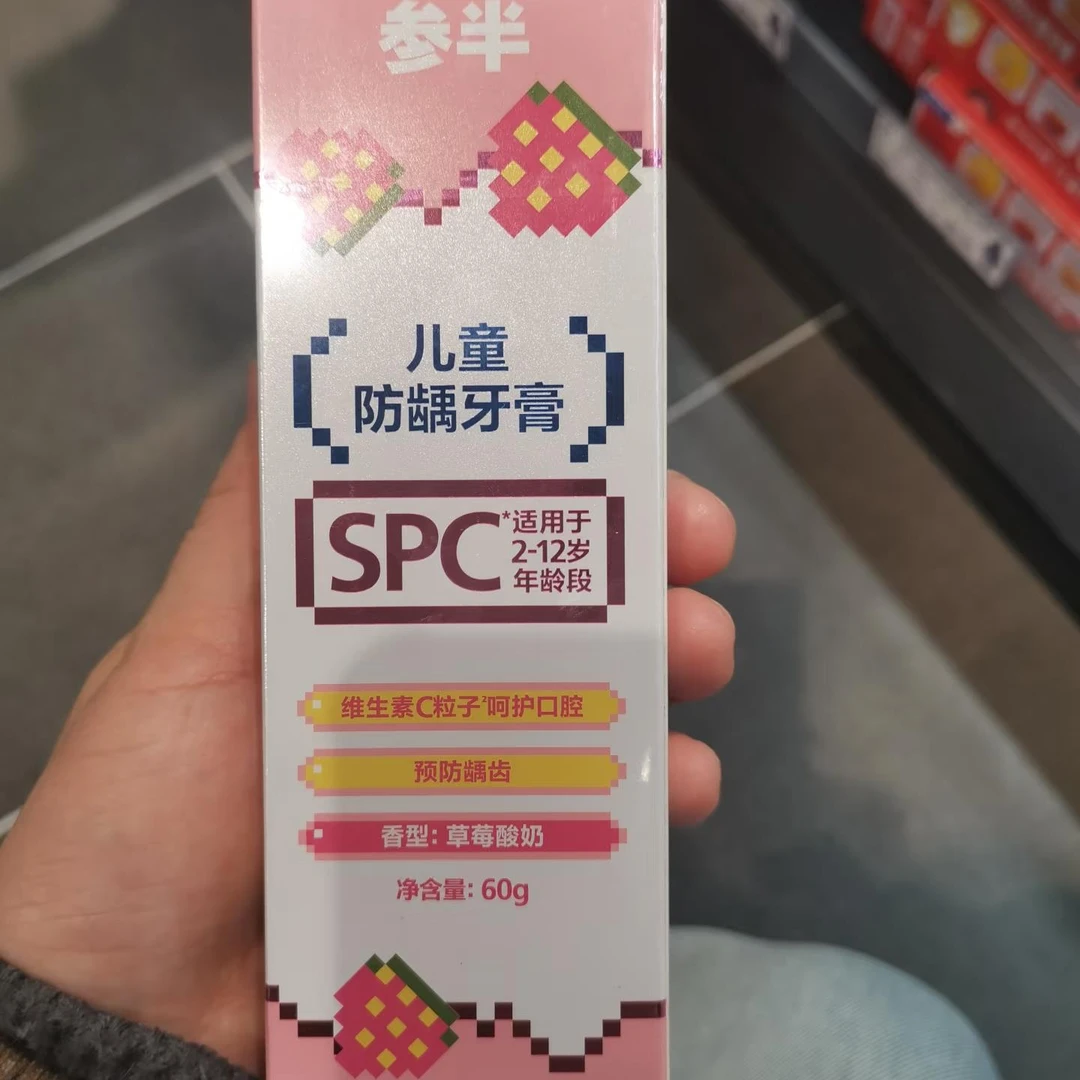 参半
儿童
防龋牙膏
SPC
*适用于
2-12岁
年龄段
维生素C粒子²呵护口腔
预防龋齿
香型: 草莓酸奶
净含量: 60g